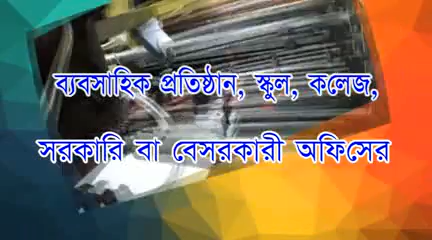 ব্যবসাহিক প্রতিষ্ঠান, স্কুল, কলেজ,
সরকারি বা বেসরকারী অফিসের